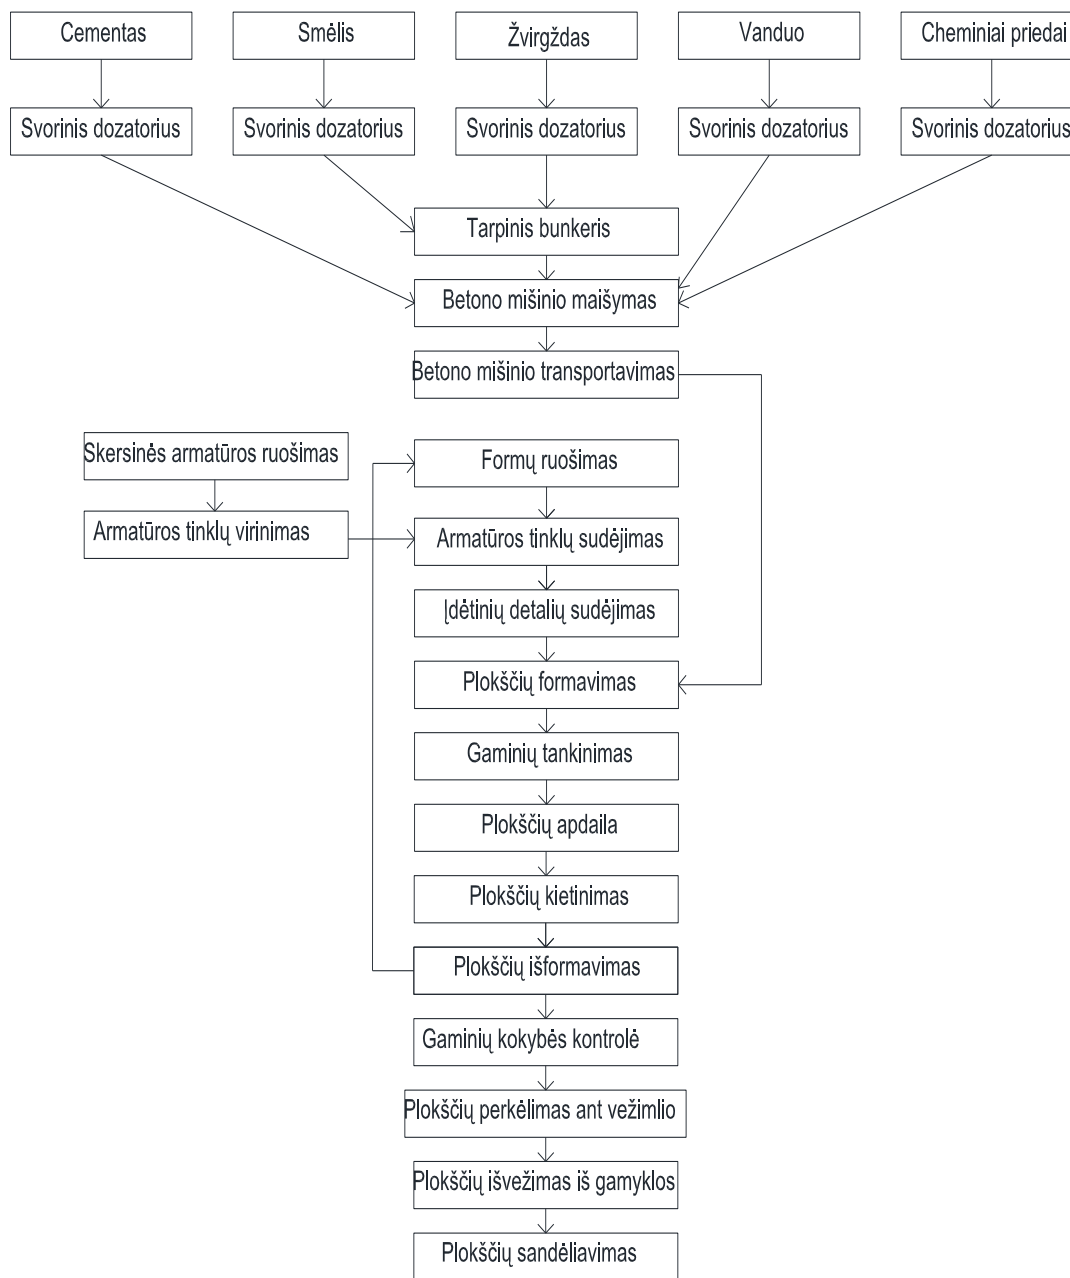 Cementas
Smėlis
Žvirgždas
Vanduo
Cheminiai priedai
Svorinis dozatorius
Svorinis dozatorius
Svorinis dozatorius
Svorinis dozatorius
Svorinis dozatorius
Tarpinis bunkeris
Betono mišinio maišymas
Betono mišinio transportavimas
Skersinės armatūros ruošimas
Formų ruošimas
Armatūros tinklų virinimas
Armatūros tinklų sudėjimas
Įdėtinių detalių sudėjimas
Plokščių formavimas
Gaminių tankinimas
Plokščių apdaila
Plokščių kietinimas
Plokščių išformavimas
Gaminių kokybės kontrolė
Plokščių perkėlimas ant vežimlio
Plokščių išvežimas iš gamyklos
Plokščių sandėliavimas